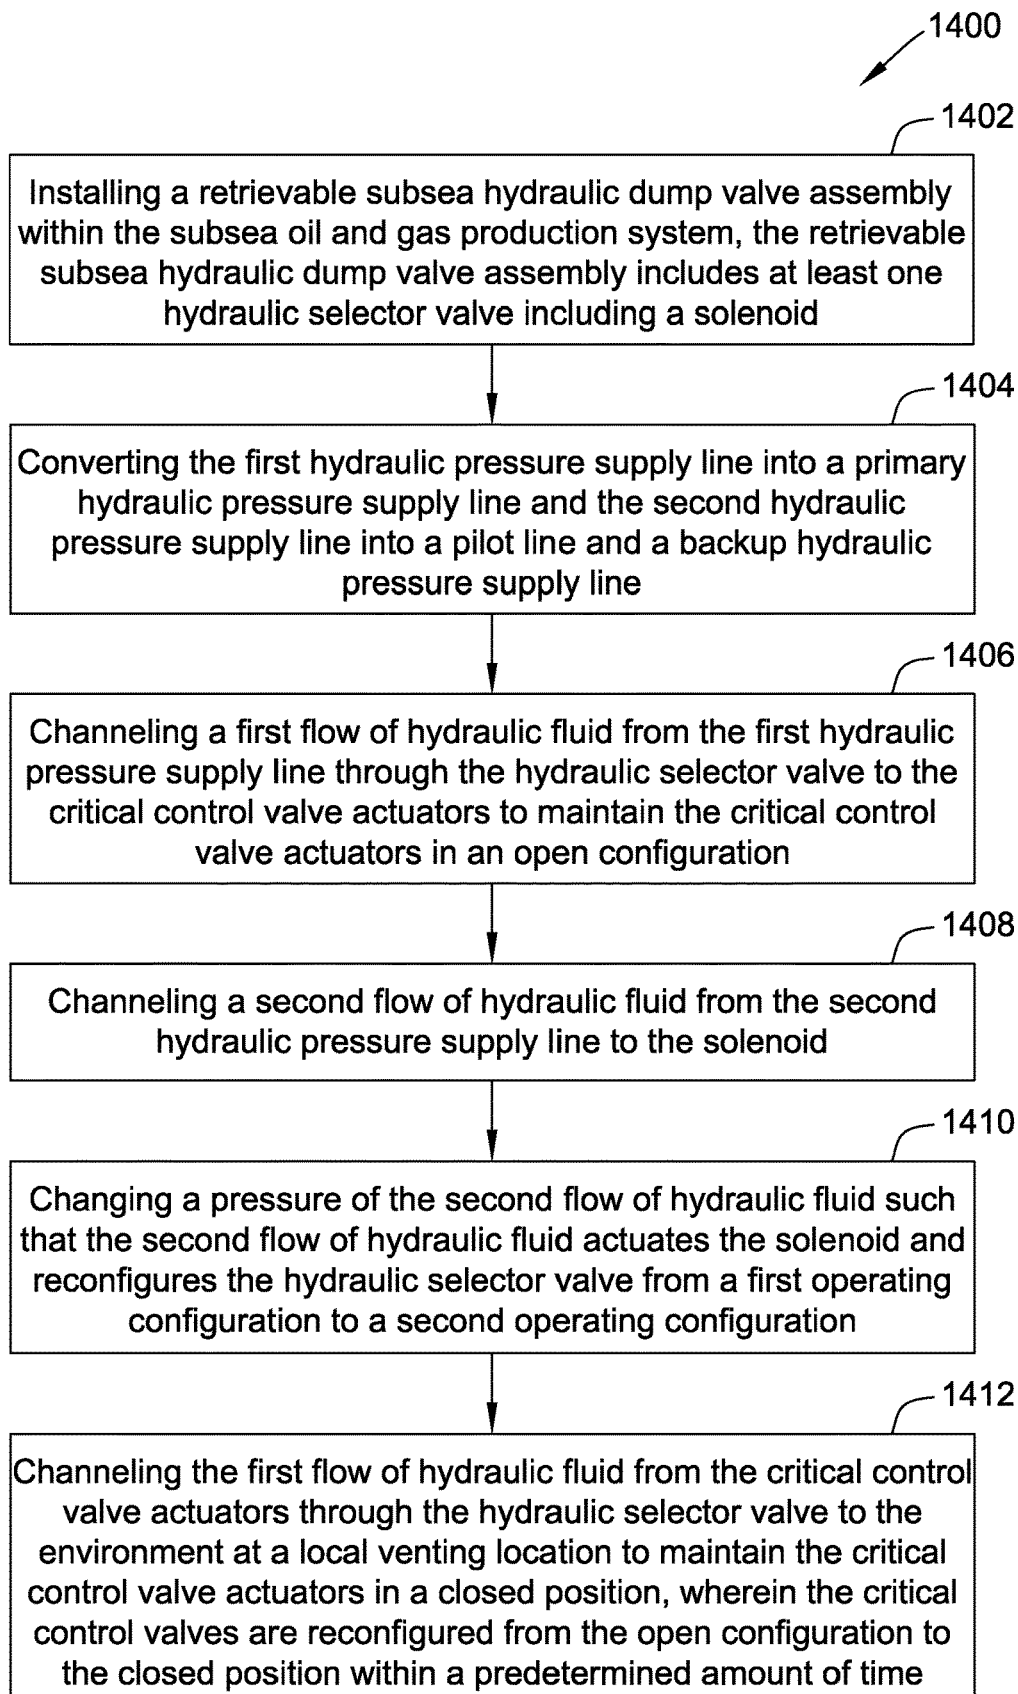 1400
1402
Installing a retrievable subsea hydraulic dump valve assembly
within the subsea oil and gas production system, the retrievable
subsea hydraulic dump valve assembly includes at least one
hydraulic selector valve including a solenoid
1404
Converting the first hydraulic pressure supply line into a primary
hydraulic pressure supply line and the second hydraulic
pressure supply line into a pilot line and a backup hydraulic
pressure supply line
1406
Channeling a first flow of hydraulic fluid from the first hydraulic
pressure supply line through the hydraulic selector valve to the
critical control valve actuators to maintain the critical control
valve actuators in an open configuration
1408
Channeling a second flow of hydraulic fluid from the second
hydraulic pressure supply line to the solenoid
1410
Changing a pressure of the second flow of hydraulic fluid such
that the second flow of hydraulic fluid actuates the solenoid and
reconfigures the hydraulic selector valve from a first operating
configuration to a second operating configuration
1412
Channeling the first flow of hydraulic fluid from the critical control
valve actuators through the hydraulic selector valve to the
environment at a local venting location to maintain the critical
control valve actuators in a closed position, wherein the critical
control valves are reconfigured from the open configuration to
the closed position within a predetermined amount of time